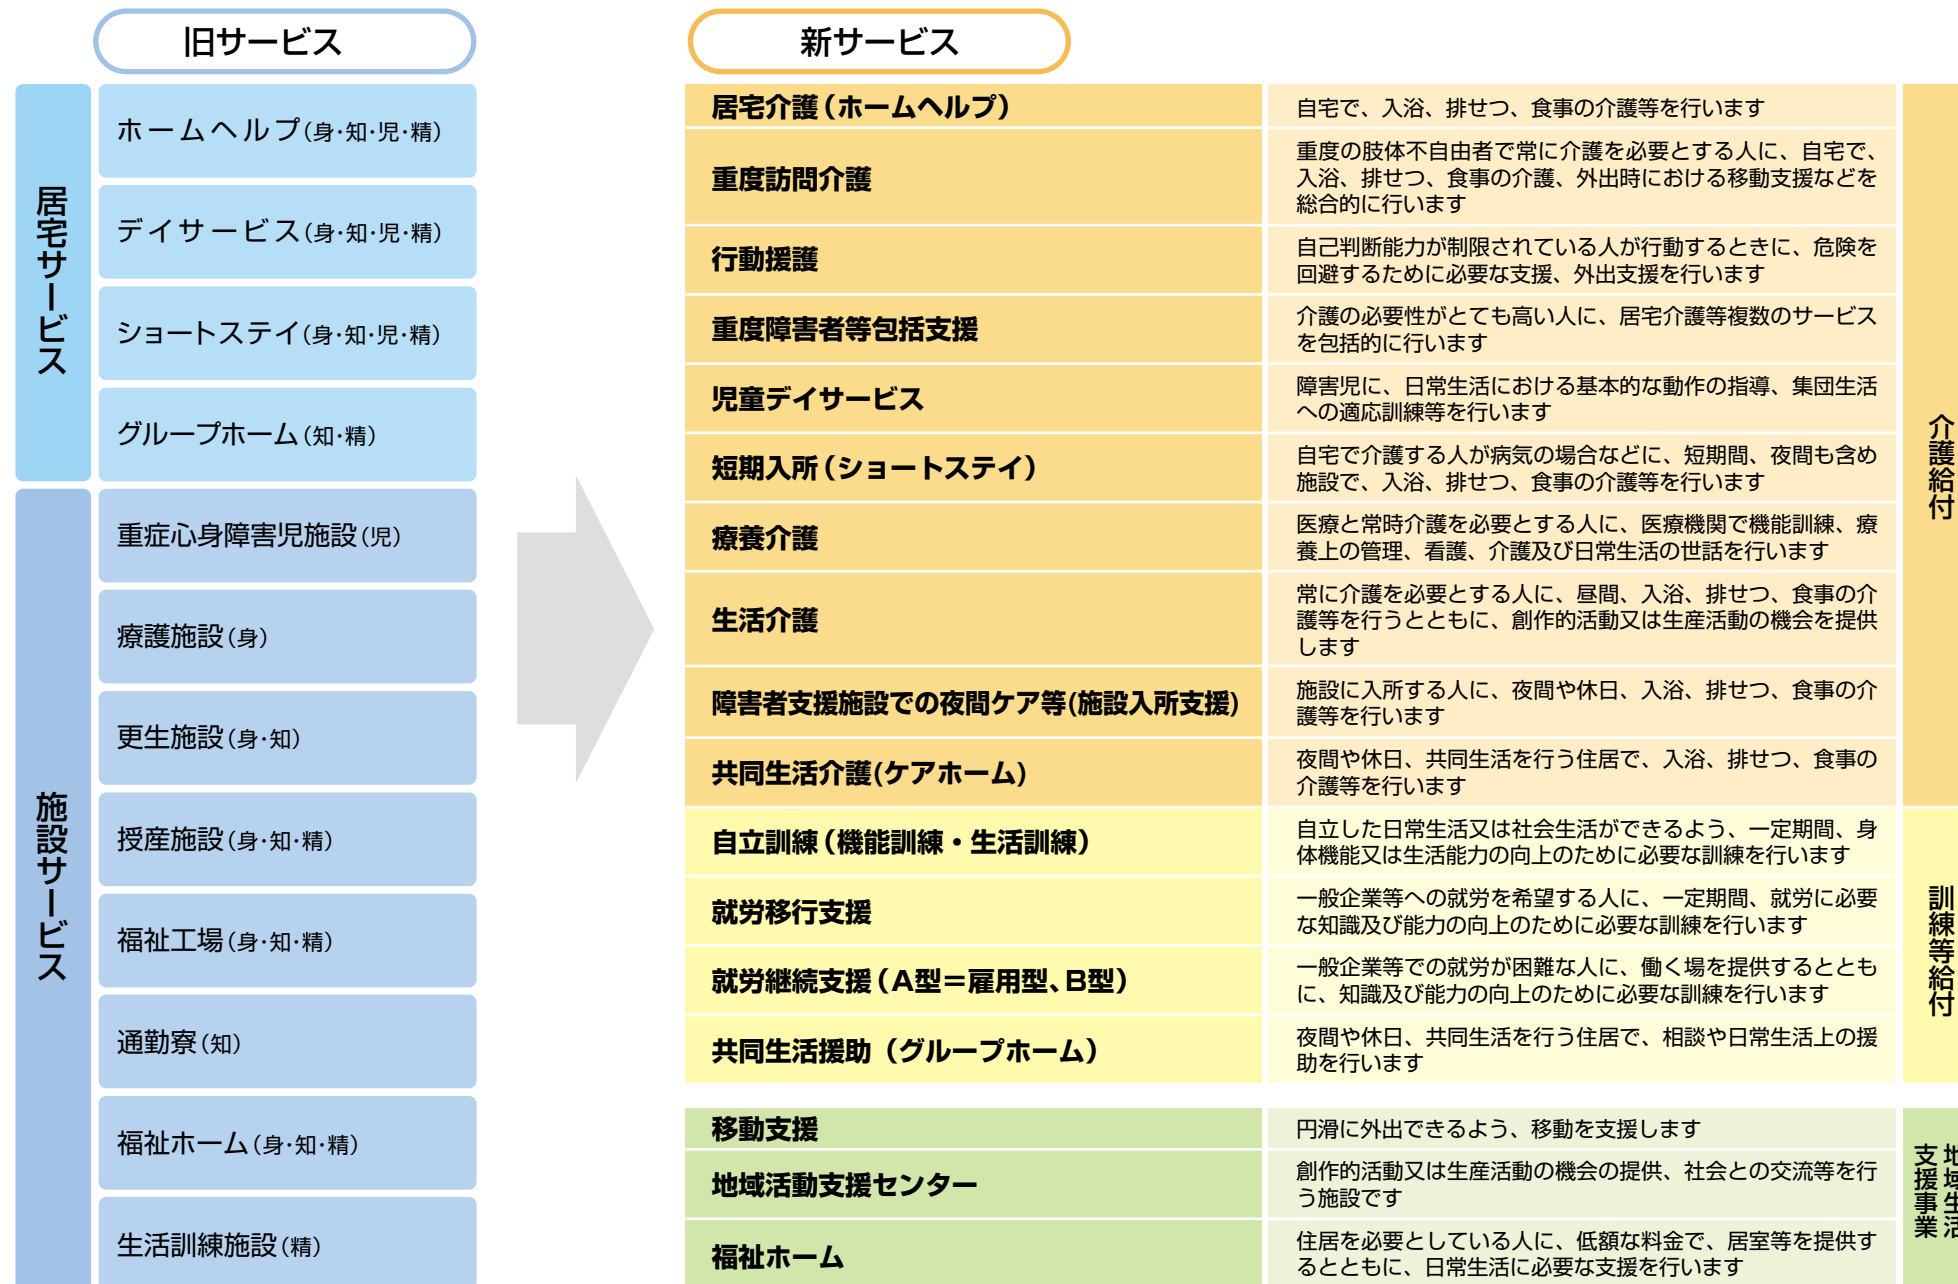 旧サービス
居宅サービス
ホームヘルプ(身・知・児・精)
デイサービス(身・知・児・精)
ショートステイ(身・知・児・精)
グループホーム(知・精)
施設サービス
重症心身障害児施設(児)
療護施設(身)
更生施設(身・知)
授産施設(身・知・精)
福祉工場(身・知・精)
通勤寮(知)
福祉ホーム(身・知・精)
生活訓練施設(精)
新サービス
居宅介護(ホームヘルプ)
自宅で、入浴、排せつ、食事の介護等を行います
重度訪問介護
重度の肢体不自由者で常に介護を必要とする人に、自宅で、
入浴、排せつ、食事の介護、外出時における移動支援などを
総合的に行います
行動援護
自己判断能力が制限されている人が行動するときに、危険を
回避するために必要な支援、外出支援を行います
重度障害者等包括支援
介護の必要性がとても高い人に、居宅介護等複数のサービス
を包括的に行います
児童デイサービス
障害児に、日常生活における基本的な動作の指導、集団生活
への適応訓練等を行います
短期入所(ショートステイ)
自宅で介護する人が病気の場合などに、短期間、夜間も含め
施設で、入浴、排せつ、食事の介護等を行います
療養介護
医療と常時介護を必要とする人に、医療機関で機能訓練、療
養上の管理、看護、介護及び日常生活の世話を行います
生活介護
常に介護を必要とする人に、昼間、入浴、排せつ、食事の介
護等を行うとともに、創作的活動又は生産活動の機会を提供
します
障害者支援施設での夜間ケア等(施設入所支援)
施設に入所する人に、夜間や休日、入浴、排せつ、食事の介
護等を行います
共同生活介護(ケアホーム)
夜間や休日、共同生活を行う住居で、入浴、排せつ、食事の
介護等を行います
介護給付
自立訓練(機能訓練・生活訓練)
自立した日常生活又は社会生活ができるよう、一定期間、身
体機能又は生活能力の向上のために必要な訓練を行います
就労移行支援
一般企業等への就労を希望する人に、一定期間、就労に必要
な知識及び能力の向上のために必要な訓練を行います
就労継続支援(A型=雇用型、B型)
一般企業等での就労が困難な人に、働く場を提供するととも
に、知識及び能力の向上のために必要な訓練を行います
共同生活援助(グループホーム)
夜間や休日、共同生活を行う住居で、相談や日常生活上の援
助を行います
訓練等給付
移動支援
円滑に外出できるよう、移動を支援します
地域活動支援センター
創作的活動又は生産活動の機会の提供、社会との交流等を行
う施設です
福祉ホーム
住居を必要としている人に、低額な料金で、居室等を提供す
るとともに、日常生活に必要な支援を行います
地域生活
支援事業